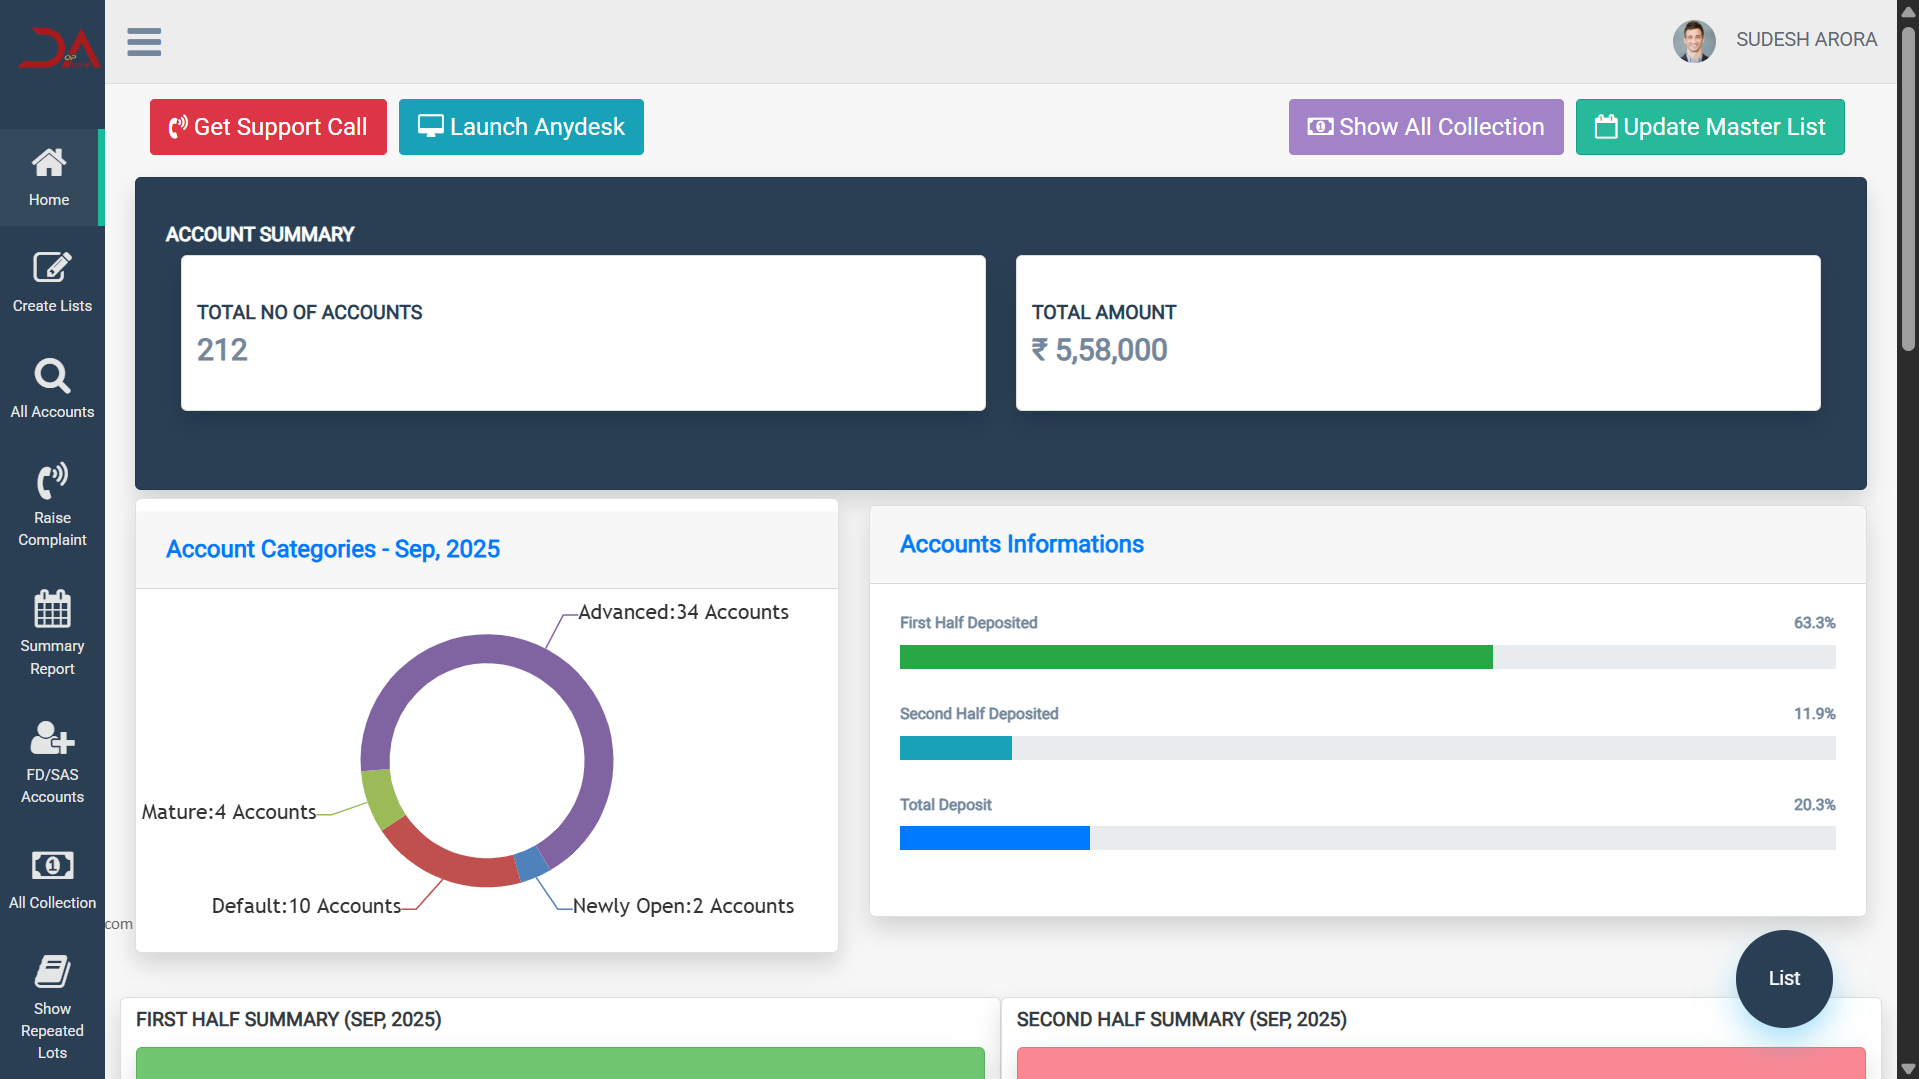 DA
OP
SUDESH ARORA
Get Support Call
Launch Anydesk
Show All Collection
Update Master List
Home
Create Lists
All Accounts
Raise
Complaint
Summary
Report
FD/SAS
Accounts
All Collection
Show
Repeated
Lots
ACCOUNT SUMMARY
TOTAL NO OF ACCOUNTS
212
TOTAL AMOUNT
₹ 5,58,000
Account Categories - Sep, 2025
Advanced:34 Accounts
Mature:4 Accounts
Default:10 Accounts
Newly Open:2 Accounts
com
Accounts Informations
First Half Deposited
63.3%
Second Half Deposited
11.9%
Total Deposit
20.3%
List
FIRST HALF SUMMARY (SEP, 2025)
SECOND HALF SUMMARY (SEP, 2025)